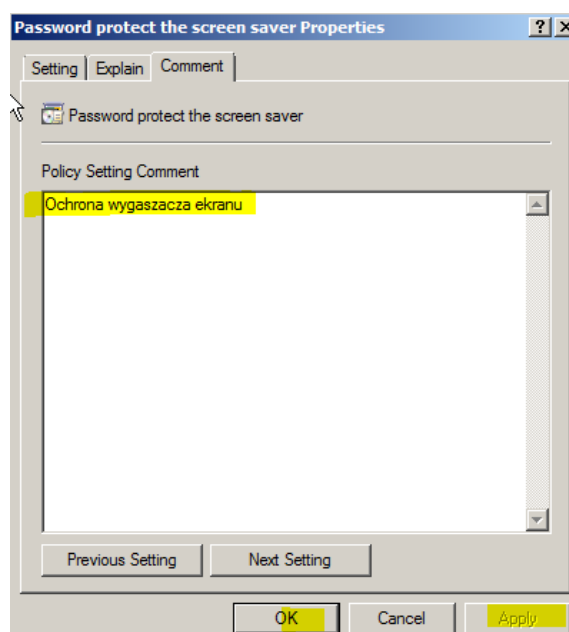 Password protect the screen saver Properties
Setting Explain Comment
Password protect the screen saver
Policy Setting Comment
Ochrona wygaszacza ekranu
Previous Setting Next Setting
OK Cancel Apply